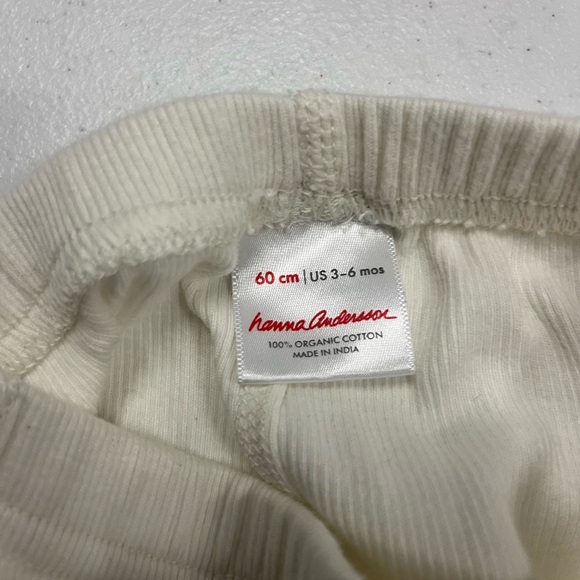 60 cm | US 3-6 mos
hanna andersson
100% ORGANIC COTTON
MADE IN INDIA